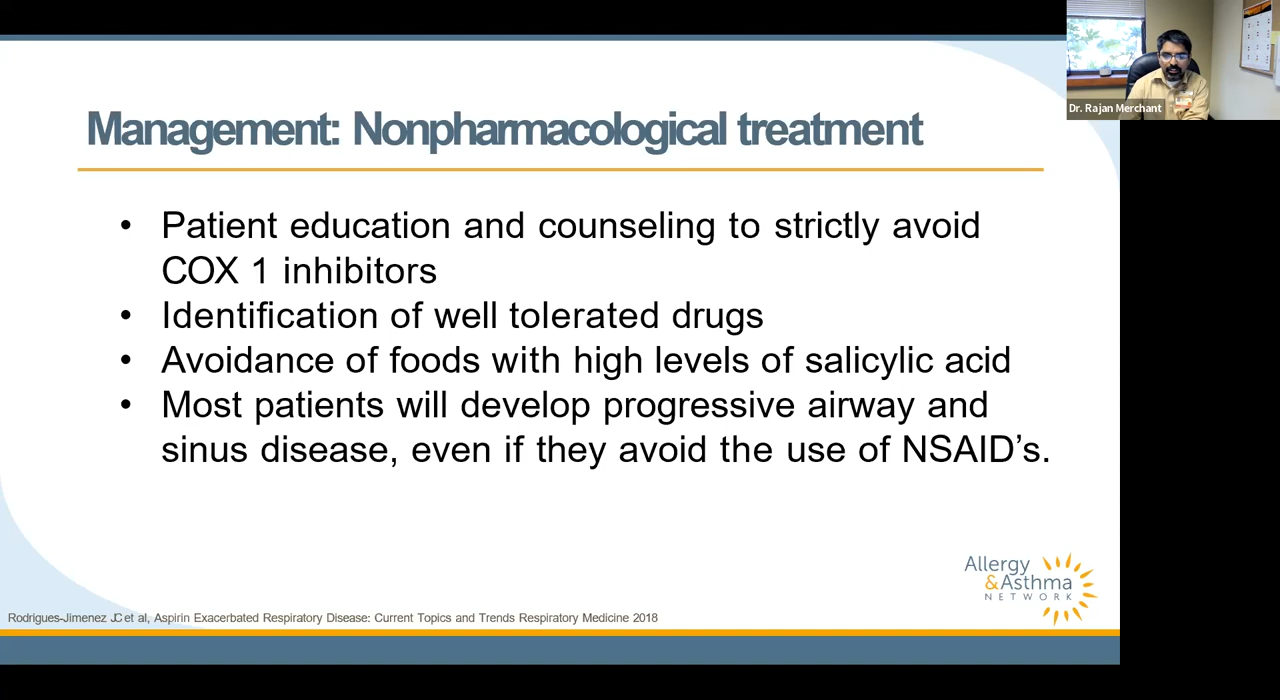 Dr. Rajan Merchant
Management: Nonpharmacological treatment
• Patient education and counseling to strictly avoid
COX 1 inhibitors
• Identification of well tolerated drugs
• Avoidance of foods with high levels of salicylic acid
• Most patients will develop progressive airway and
sinus disease, even if they avoid the use of NSAID’s.
Allergy
&Asthma
NETWORK
Rodrigues-Jimenez JC et al, Aspirin Exacerbated Respiratory Disease: Current Topics and Trends Respiratory Medicine 2018